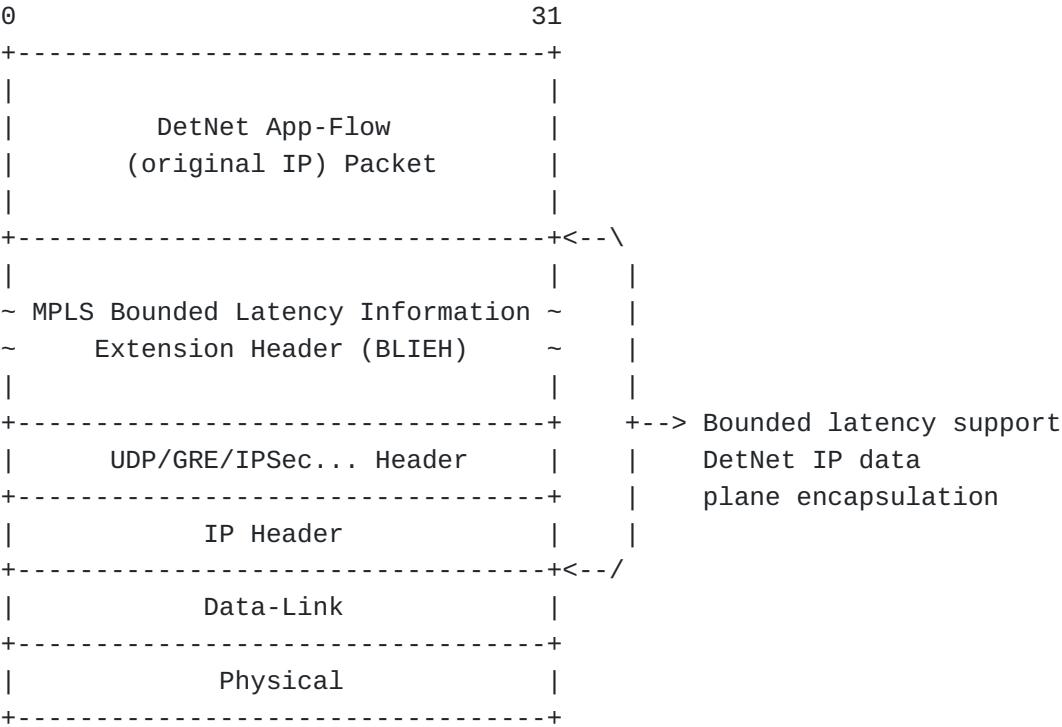 0                                 31
+----------------------------------+
|                                  |
|         DetNet App-Flow          |
|       (original IP) Packet       |
|                                  |
+----------------------------------+<--\
|                                  |    |
~ MPLS Bounded Latency Information ~    |
~     Extension Header (BLIEH)     ~    |
|                                  |    |
+----------------------------------+    +--> Bounded latency support
|      UDP/GRE/IPSec... Header     |    |    DetNet IP data
+----------------------------------+    |    plane encapsulation
|            IP Header             |    |
+----------------------------------+<--/
|            Data-Link             |
+----------------------------------+
|             Physical             |
+----------------------------------+